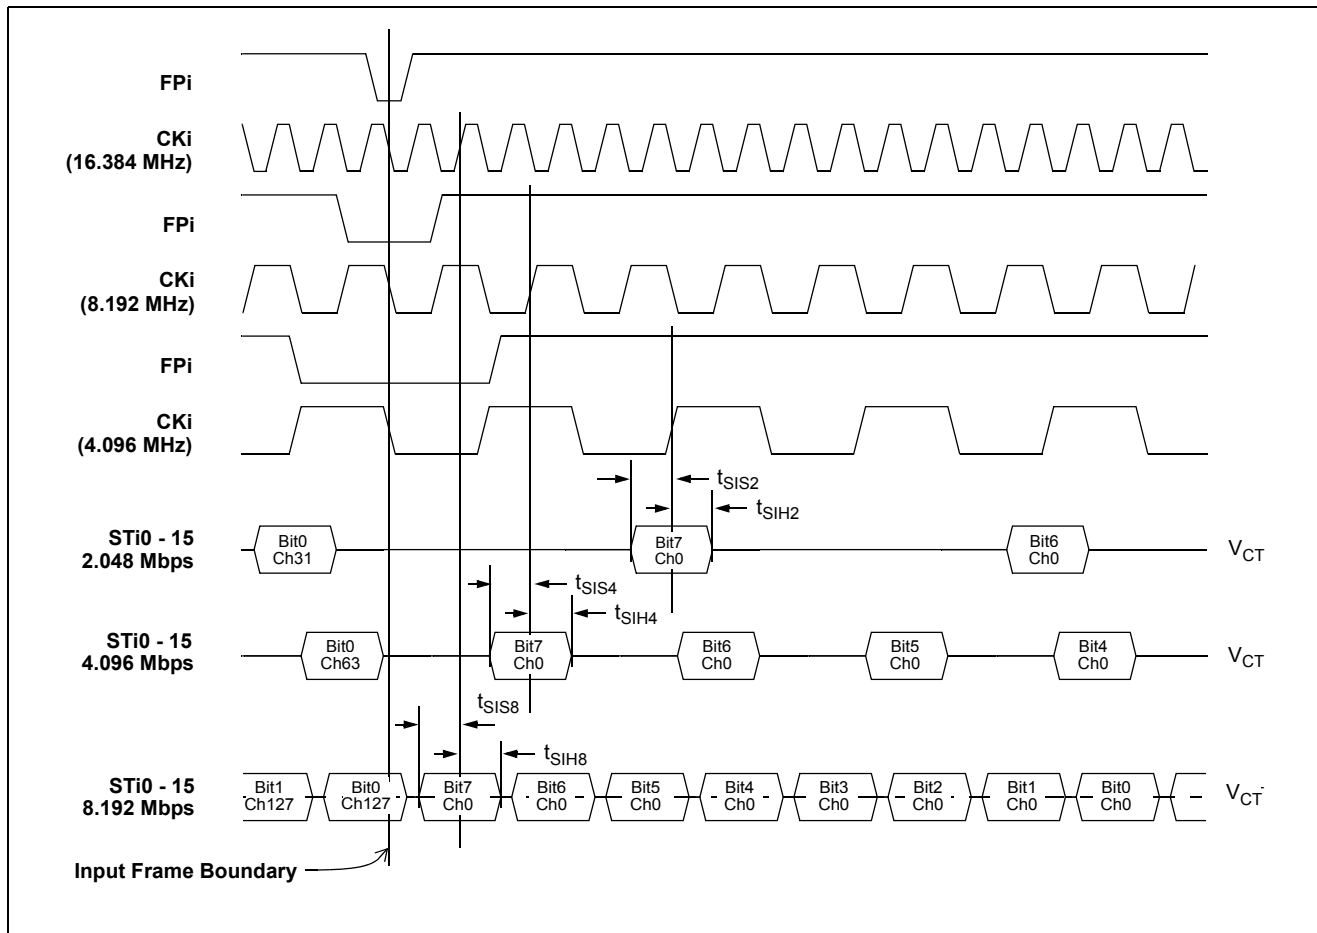 FPi
CKi
(16.384 MHz)
FPi
CKi
(8.192 MHz)
FPi
CKi
(4.096 MHz)
tSIS2
tSIH2
STi0 - 15
2.048 Mbps
Bit0
Ch31
Bit7
Ch0
Bit6
Ch0
VCT
tSIS4
tSIH4
STi0 - 15
4.096 Mbps
Bit0
Ch63
Bit7
Ch0
Bit6
Ch0
Bit5
Ch0
Bit4
Ch0
VCT
tSIS8
tSIH8
STi0 - 15
8.192 Mbps
Bit1
Ch127
Bit0
Ch127
Bit7
Ch0
Bit6
Ch0
Bit5
Ch0
Bit4
Ch0
Bit3
Ch0
Bit2
Ch0
Bit1
Ch0
Bit0
Ch0
VCT
Input Frame Boundary